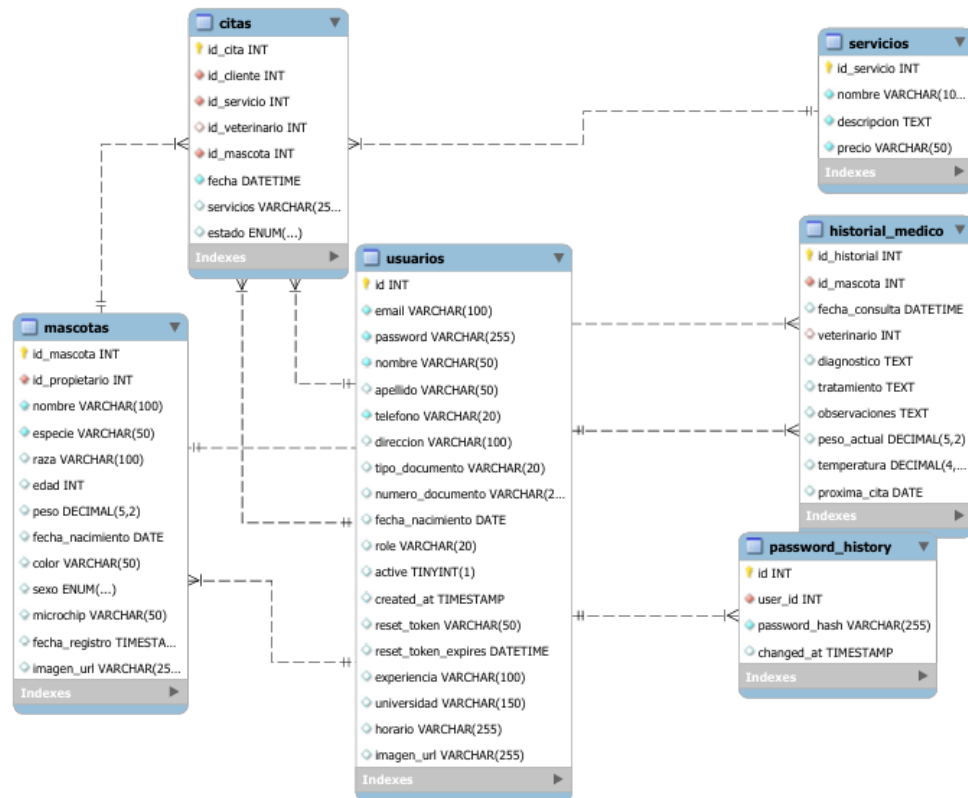 citas
id_cita INT
id_cliente INT
id_servicio INT
id_veterinario INT
id_mascota INT
fecha DATETIME
servicios VARCHAR(25...
estado ENUM(...)
Indexes
servicios
id_servicio INT
nombre VARCHAR(10...
descripcion TEXT
precio VARCHAR(50)
Indexes
mascotas
id_mascota INT
id_propietario INT
nombre VARCHAR(100)
especie VARCHAR(50)
raza VARCHAR(100)
edad INT
peso DECIMAL(5,2)
fecha_nacimiento DATE
color VARCHAR(50)
sexo ENUM(...)
microchip VARCHAR(50)
fecha_registro TIMESTA...
imagen_url VARCHAR(25...
Indexes
usuarios
id INT
email VARCHAR(100)
password VARCHAR(255)
nombre VARCHAR(50)
apellido VARCHAR(50)
telefono VARCHAR(20)
direccion VARCHAR(100)
tipo_documento VARCHAR(20)
numero_documento VARCHAR(2...
fecha_nacimiento DATE
role VARCHAR(20)
active TINYINT(1)
created_at TIMESTAMP
reset_token VARCHAR(50)
reset_token_expires DATETIME
experiencia VARCHAR(100)
universidad VARCHAR(150)
horario VARCHAR(255)
imagen_url VARCHAR(255)
Indexes
historial_medico
id_historial INT
id_mascota INT
fecha_consulta DATETIME
veterinario INT
diagnostico TEXT
tratamiento TEXT
observaciones TEXT
peso_actual DECIMAL(5,2)
temperatura DECIMAL(4,...
proxima_cita DATE
Indexes
password_history
id INT
user_id INT
password_hash VARCHAR(255)
changed_at TIMESTAMP
Indexes